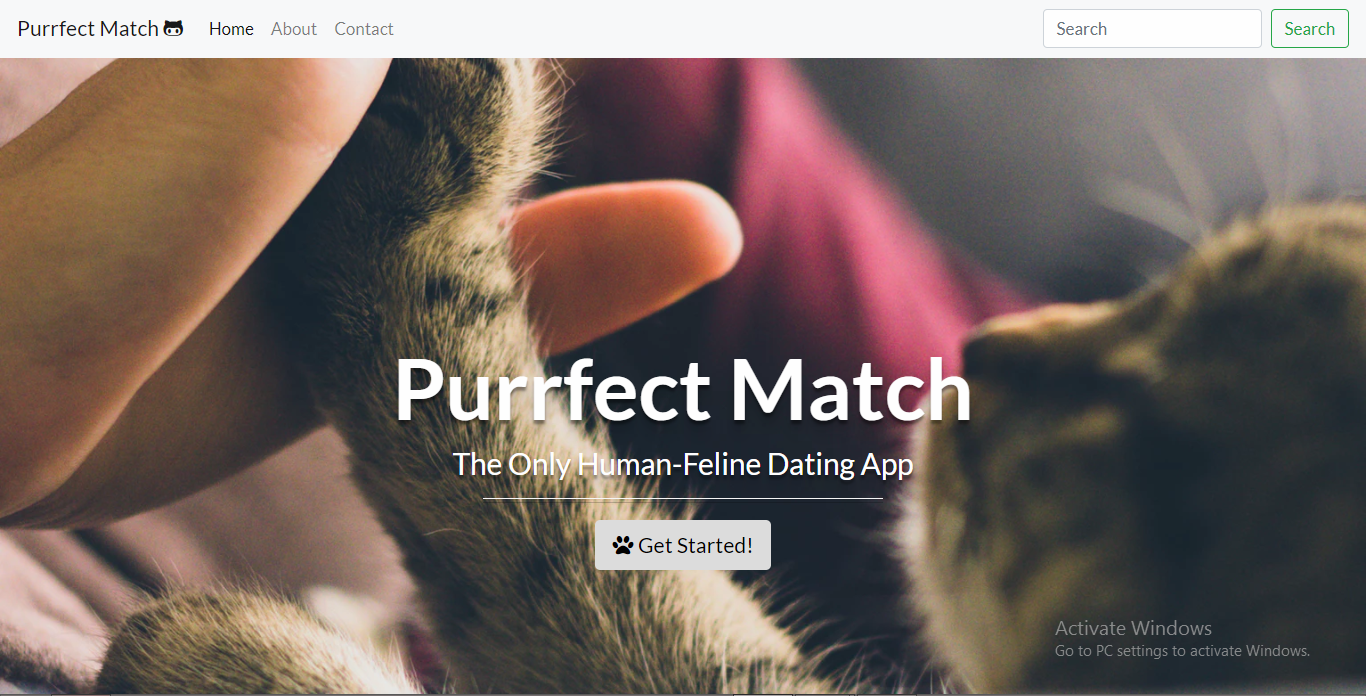 Purrfect Match
Home
About
Contact
Search
Search
Purrfect Match
The Only Human-Feline Dating App
Get Started!
Activate Windows
Go to PC settings to activate Windows.